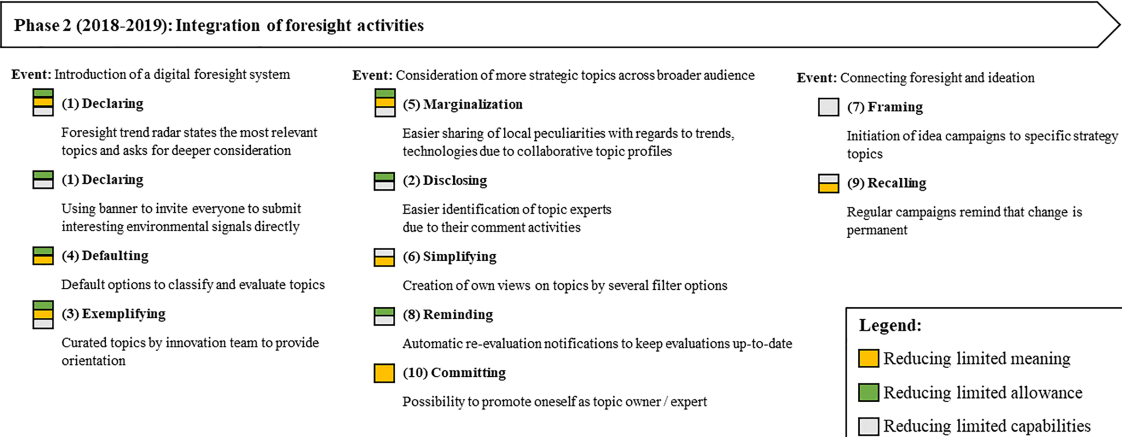 Phase 2 (2018-2019): Integration of foresight activities
Event: Introduction of a digital foresight system
(1) Declaring
Foresight trend radar states the most relevant
topics and asks for deeper consideration
(1) Declaring
Using banner to invite everyone to submit
interesting environmental signals directly
(4) Defaulting
Default options to classify and evaluate topics
(3) Exemplifying
Curated topics by innovation team to provide
orientation
Event: Consideration of more strategic topics across broader audience
(5) Marginalization
Easier sharing of local peculiarities with regards to trends,
technologies due to collaborative topic profiles
(2) Disclosing
Easier identification of topic experts
due to their comment activities
(6) Simplifying
Creation of own views on topics by several filter options
(8) Reminding
Automatic re-evaluation notifications to keep evaluations up-to-date
(10) Committing
Possibility to promote oneself as topic owner / expert
Event: Connecting foresight and ideation
(7) Framing
Initiation of idea campaigns to specific strategy
topics
(9) Recalling
Regular campaigns remind that change is
permanent
Legend:
Reducing limited meaning
Reducing limited allowance
Reducing limited capabilities